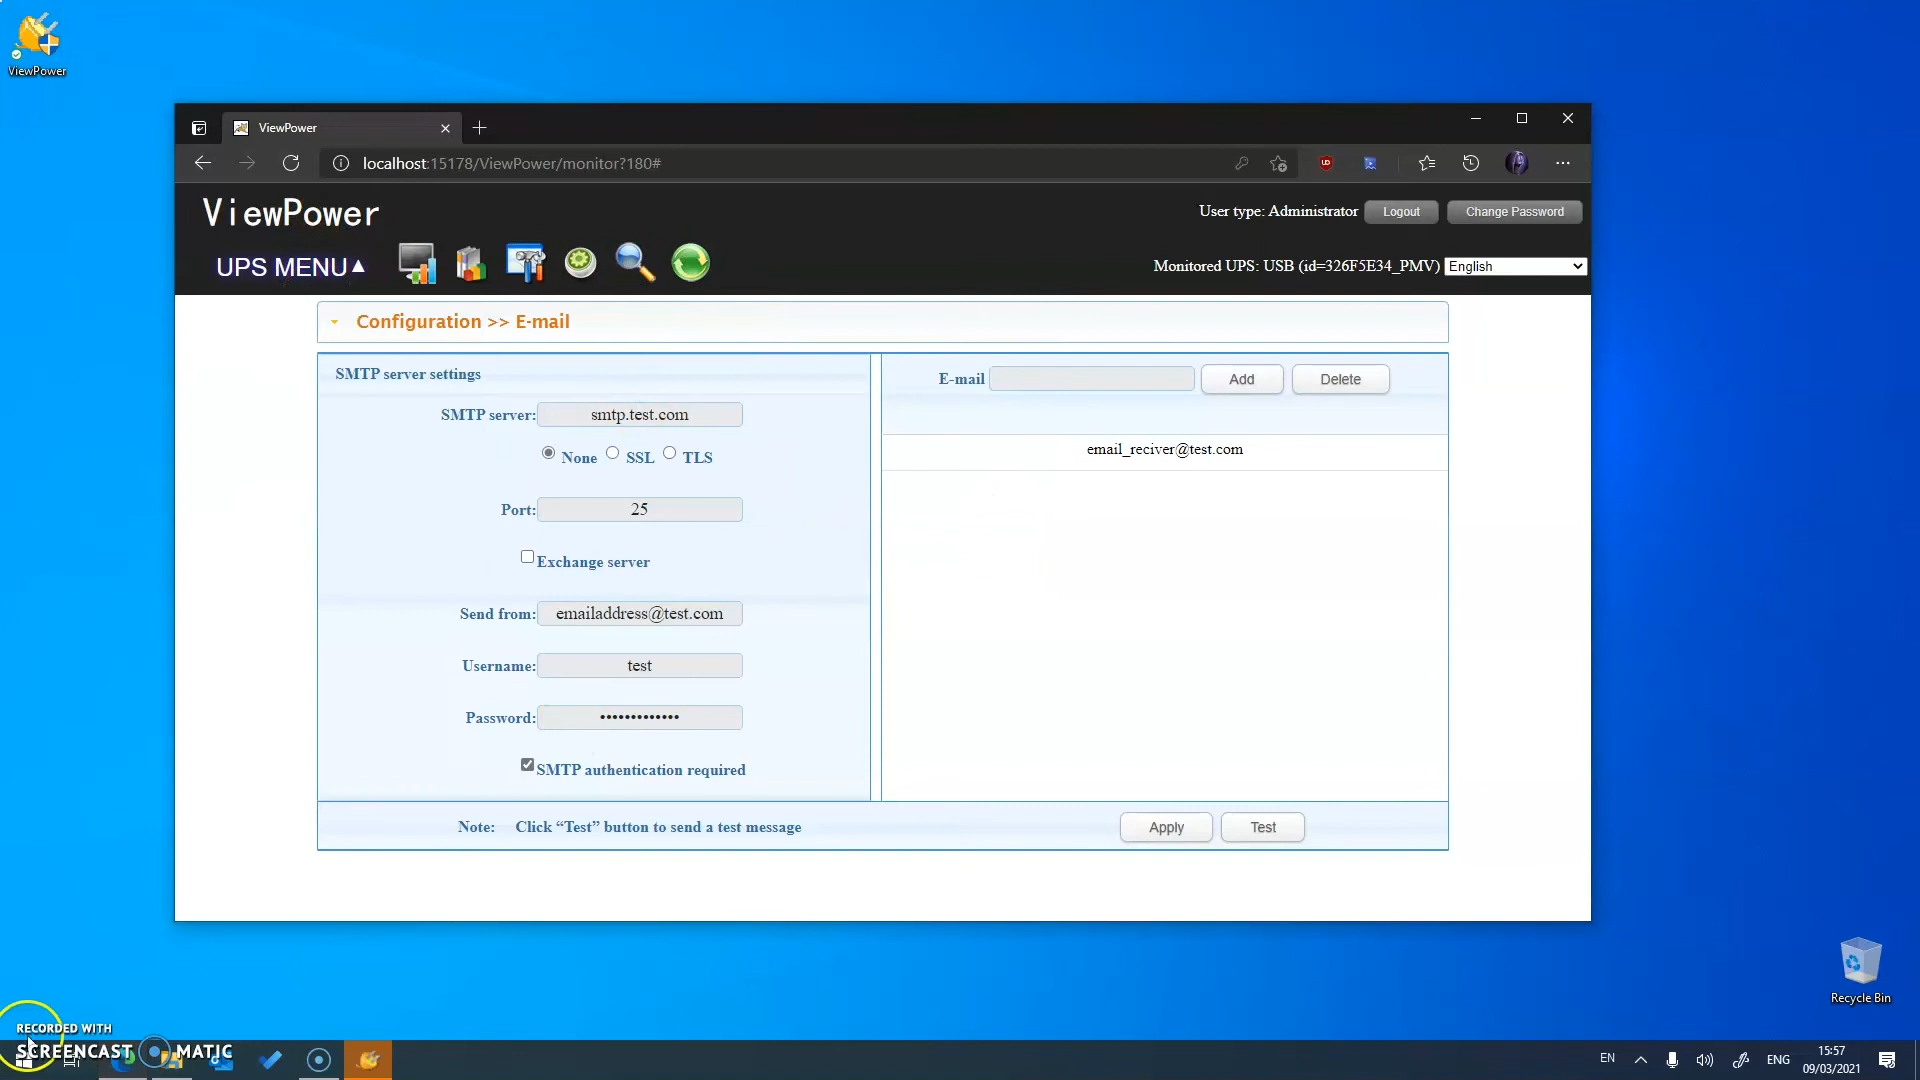 ViewPower
ViewPower
localhost:15178/ViewPower/monitor?180#
ViewPower
User type: Administrator Logout Change Password
UPS MENU▲
Monitored UPS: USB (id=326F5E34_PMV) English
Configuration >> E-mail
SMTP server settings
SMTP server: smtp.test.com
None SSL TLS
Port: 25
Exchange server
Send from: emailaddress@test.com
Username: test
Password: •••••••••••••
SMTP authentication required
E-mail Add Delete
email_reciver@test.com
Note: Click “Test” button to send a test message
Apply Test
Recycle Bin
RECORDED WITH
SCREENCAST MATIC
EN
ENG
15:57
09/03/2021